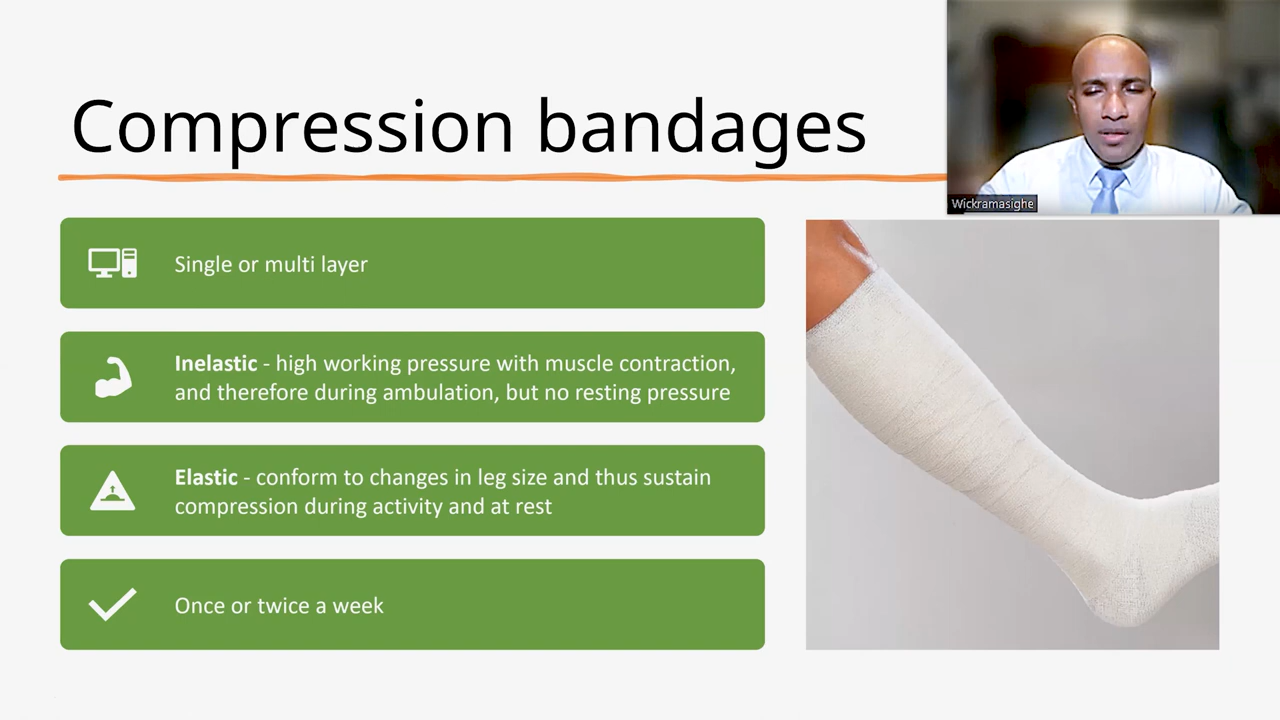 Compression bandages
Wickramasighe
Single or multi layer
Inelastic - high working pressure with muscle contraction,
and therefore during ambulation, but no resting pressure
Elastic - conform to changes in leg size and thus sustain
compression during activity and at rest
Once or twice a week